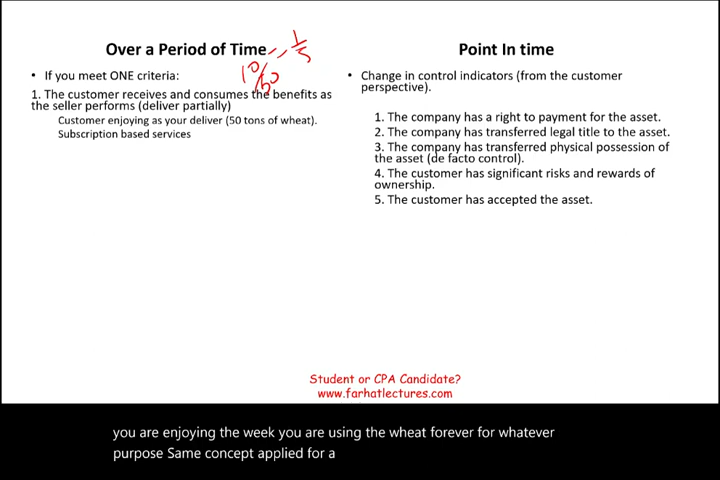 Over a Period of Time
1/5
10/50
• If you meet ONE criteria:
1. The customer receives and consumes the benefits as
the seller performs (deliver partially)
Customer enjoying as your deliver (50 tons of wheat).
Subscription based services
Point In time
• Change in control indicators (from the customer
perspective).
1. The company has a right to payment for the asset.
2. The company has transferred legal title to the asset.
3. The company has transferred physical possession of
the asset (de facto control).
4. The customer has significant risks and rewards of
ownership.
5. The customer has accepted the asset.
Student or CPA Candidate?
www.farhatlectures.com
you are enjoying the week you are using the wheat forever for whatever
purpose Same concept applied for a